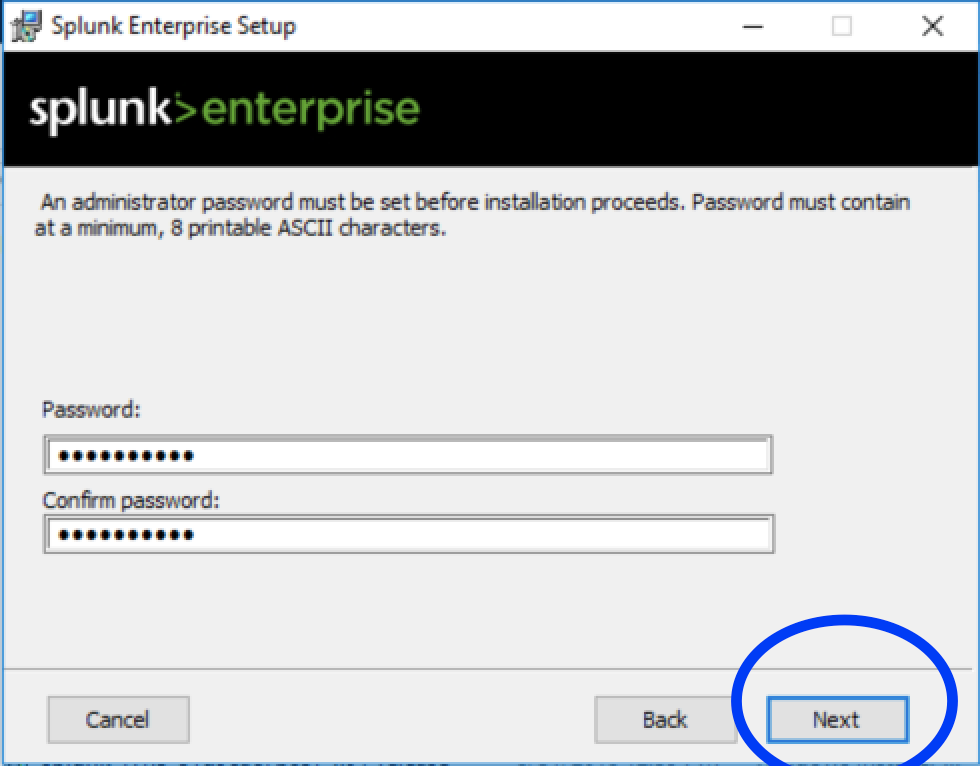 Splunk Enterprise Setup
splunk>enterprise
An administrator password must be set before installation proceeds. Password must contain
at a minimum, 8 printable ASCII characters.
Password:
••••••••••
Confirm password:
••••••••••
Cancel
Back
Next